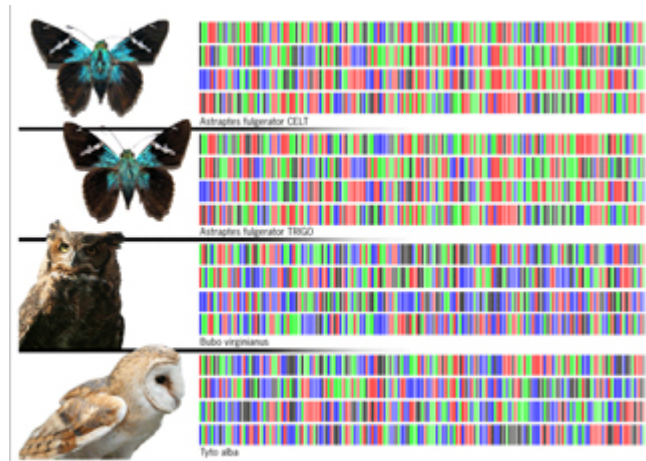 Astraptes fulgerator CELT
Astraptes fulgerator TRIGO
Bubo virginianus
Tyto alba